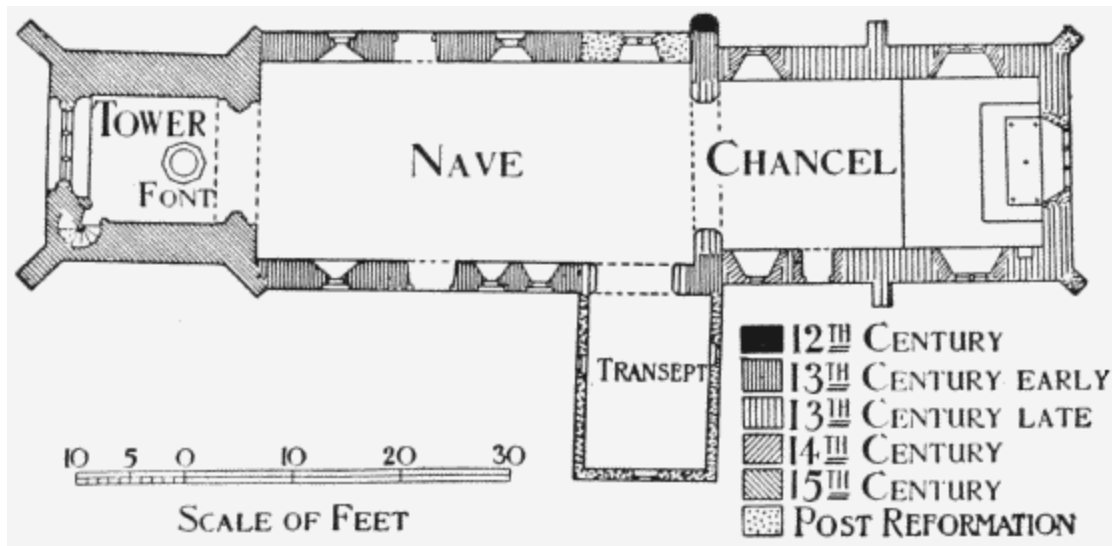 TOWER
FONT
NAVE
CHANCEL
TRANSEPT
12TH CENTURY
13TH CENTURY EARLY
13TH CENTURY LATE
14TH CENTURY
15TH CENTURY
POST REFORMATION
10 5 0 10 20 30
SCALE OF FEET